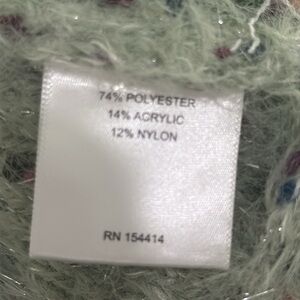 74% POLYESTER
14% ACRYLIC
12% NYLON
RN 154414